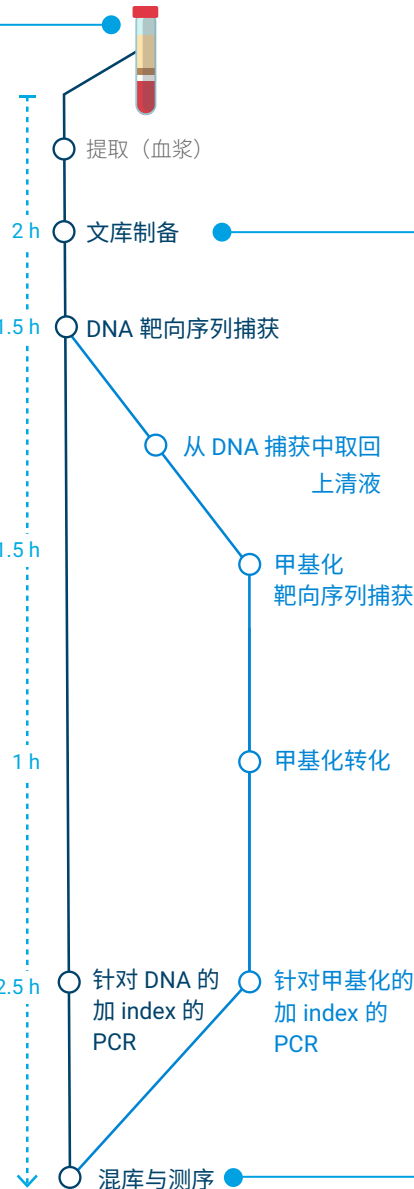 提取（血浆）
2 h
文库制备
1.5 h
DNA 靶向序列捕获
从 DNA 捕获中取回
上清液
1.5 h
甲基化
靶向序列捕获
1 h
甲基化转化
2.5 h
针对 DNA 的
加 index 的
PCR
针对甲基化的
加 index 的
PCR
混库与测序